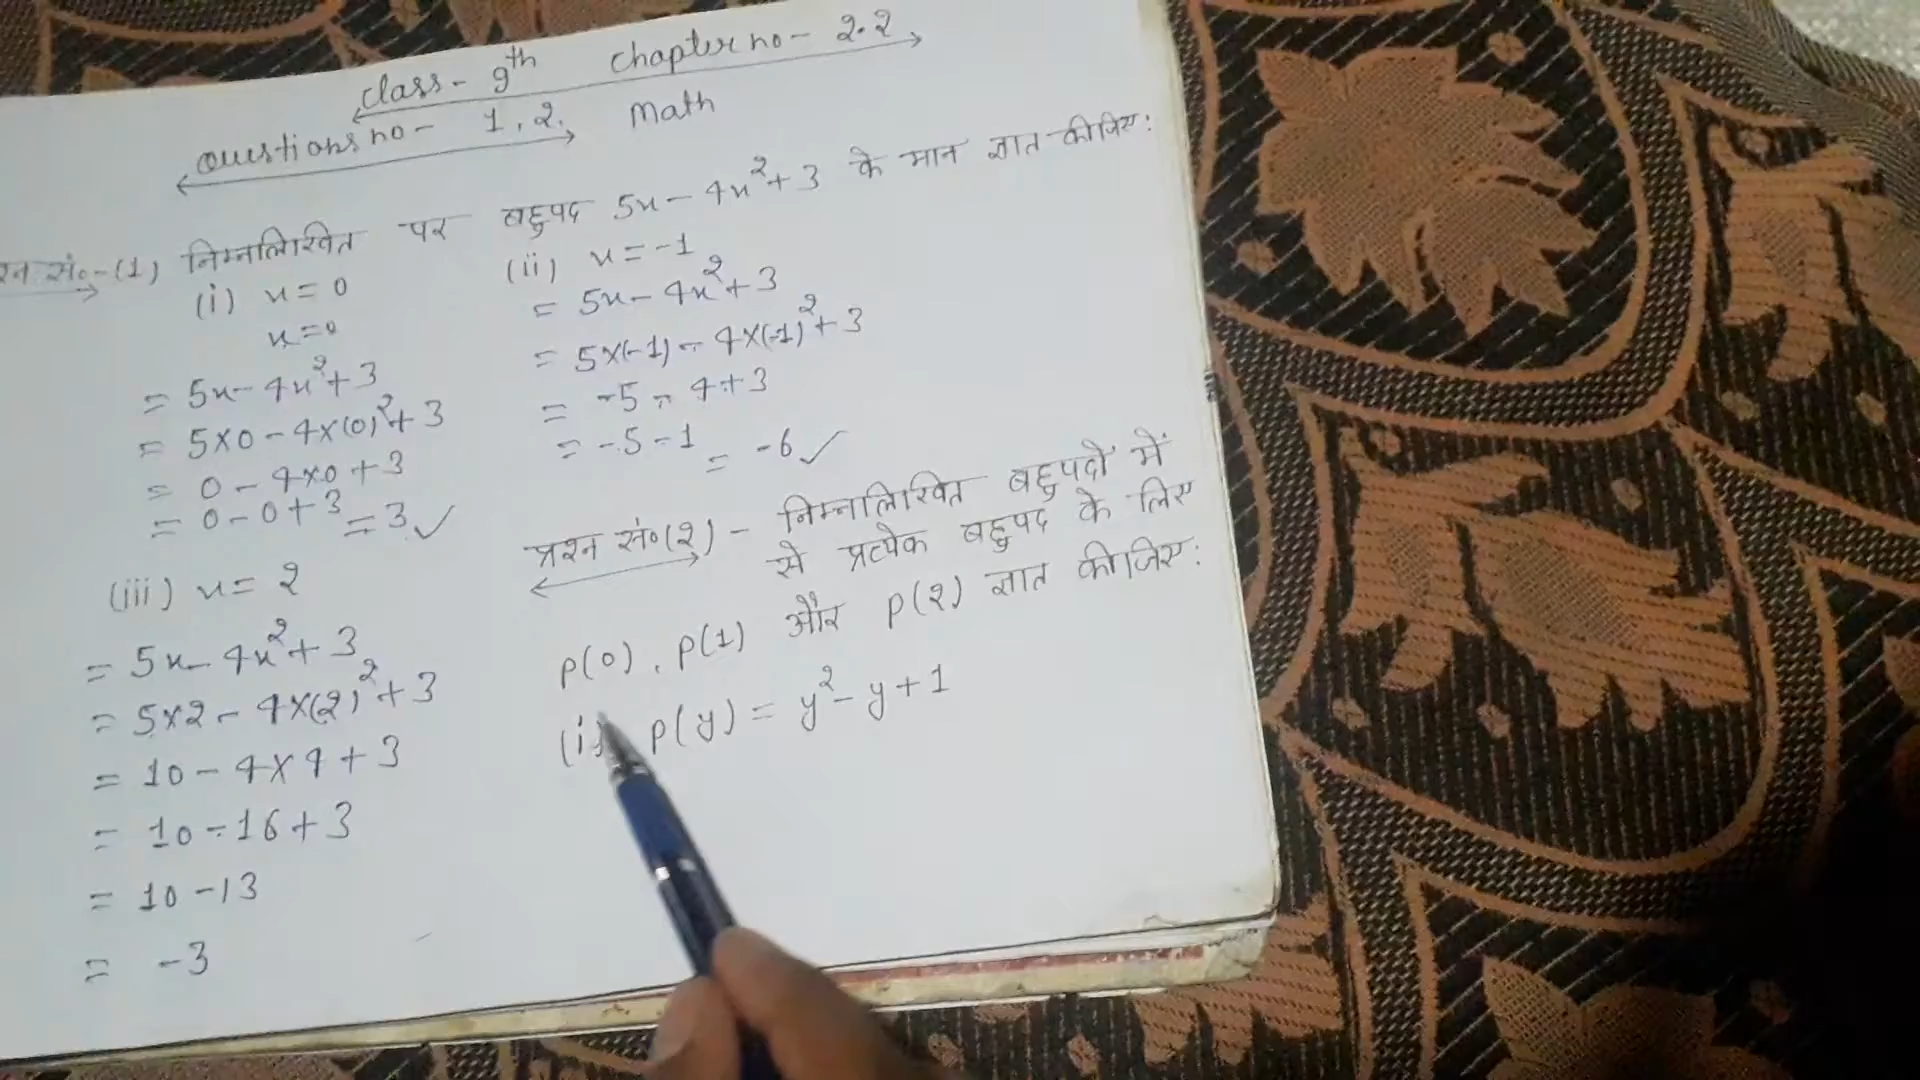 class - 9th chapter no - 2.2
questions no - 1, 2. math
सं०-(1) निम्नलिखित पर बहुपद 5x - 4x² + 3 के मान ज्ञात कीजिए:
(i) x = 0
x = 0
= 5x - 4x² + 3
= 5×0 - 4×(0)² + 3
= 0 - 4×0 + 3
= 0 - 0 + 3 = 3 ✓
(ii) x = -1
= 5x - 4x² + 3
= 5×(-1) - 4×(-1)² + 3
= -5 - 4 + 3
= -5 - 1 = -6 ✓
(iii) x = 2
= 5x - 4x² + 3
= 5×2 - 4×(2)² + 3
= 10 - 4×4 + 3
= 10 - 16 + 3
= 10 - 13
= -3
प्रश्न सं०(2) - निम्नलिखित बहुपदों में
से प्रत्येक बहुपद के लिए
p(0), p(1) और p(2) ज्ञात कीजिए:
(i) p(y) = y² - y + 1